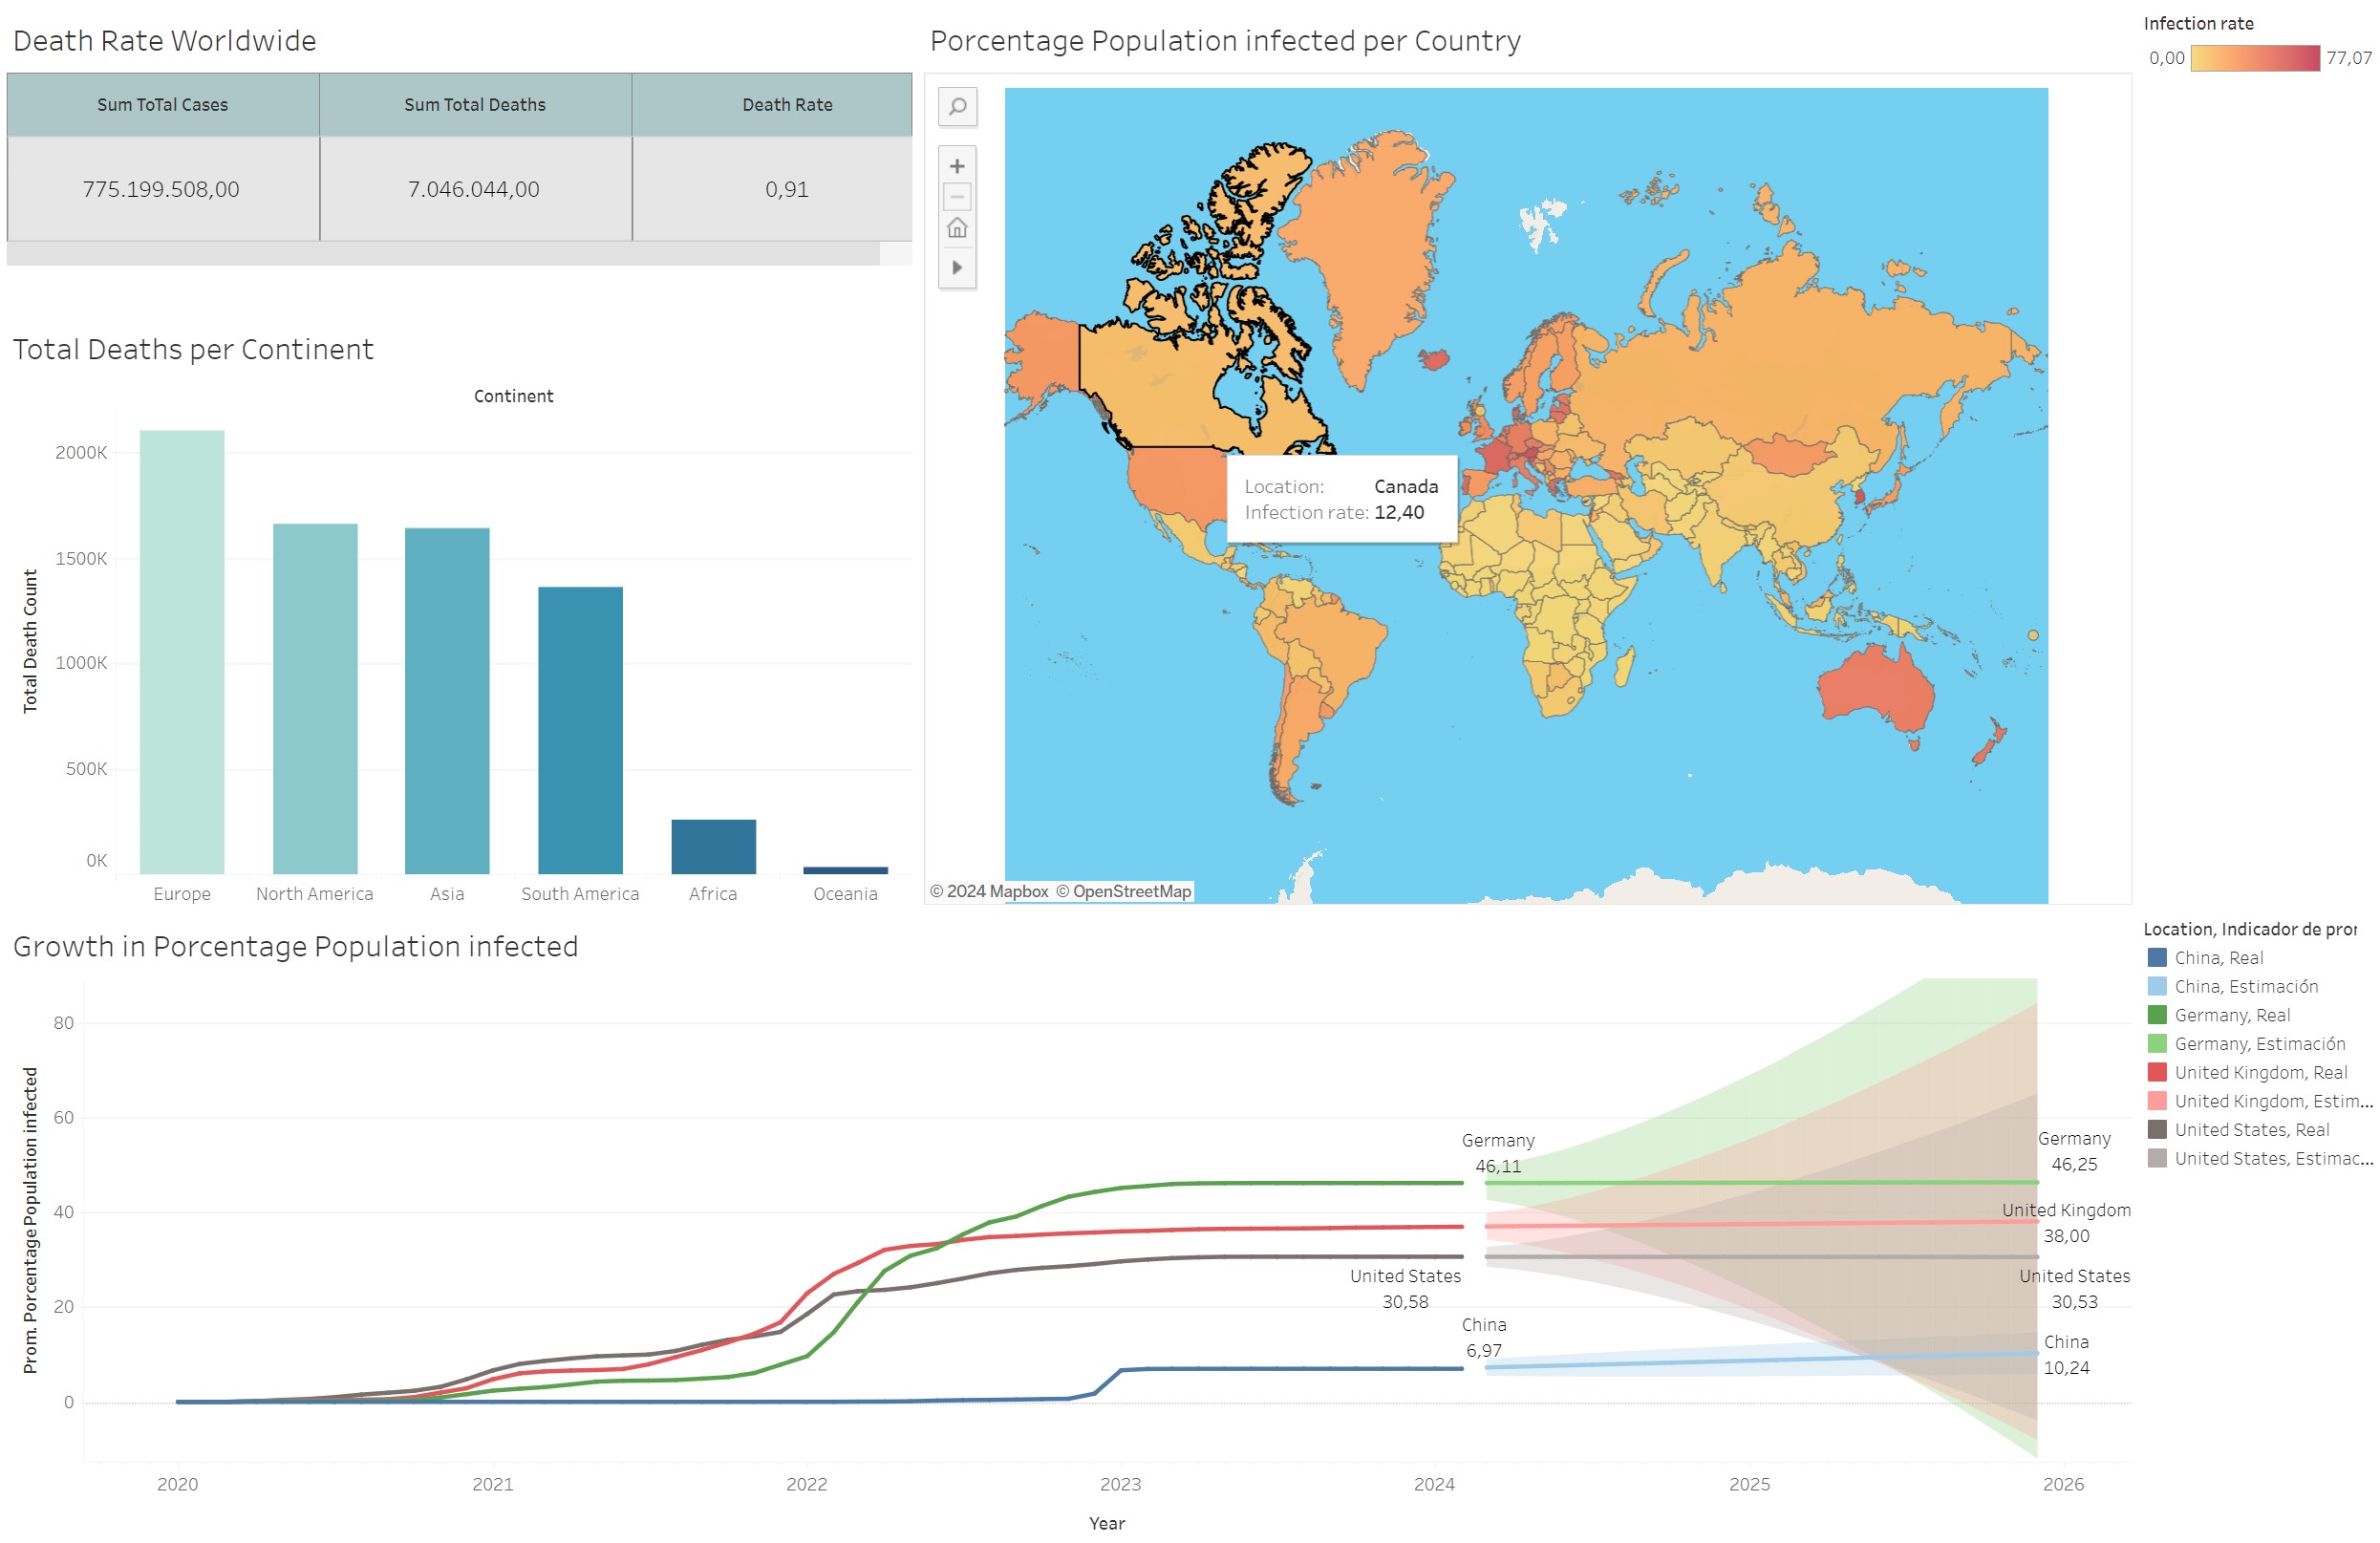 Death Rate Worldwide
Sum ToTal Cases
Sum Total Deaths
Death Rate
775.199.508,00
7.046.044,00
0,91
Porcentage Population infected per Country
Infection rate
0,00
77,07
Location: Canada
Infection rate: 12,40
© 2024 Mapbox © OpenStreetMap
Total Deaths per Continent
Continent
Total Death Count
2000K
1500K
1000K
500K
0K
Europe
North America
Asia
South America
Africa
Oceania
Growth in Porcentage Population infected
Prom. Porcentage Population infected
80
60
40
20
0
Germany
46,11
United States
30,58
China
6,97
Germany
46,25
United Kingdom
38,00
United States
30,53
China
10,24
2020
2021
2022
2023
2024
2025
2026
Year
Location, Indicador de pror
China, Real
China, Estimación
Germany, Real
Germany, Estimación
United Kingdom, Real
United Kingdom, Estim...
United States, Real
United States, Estimac...